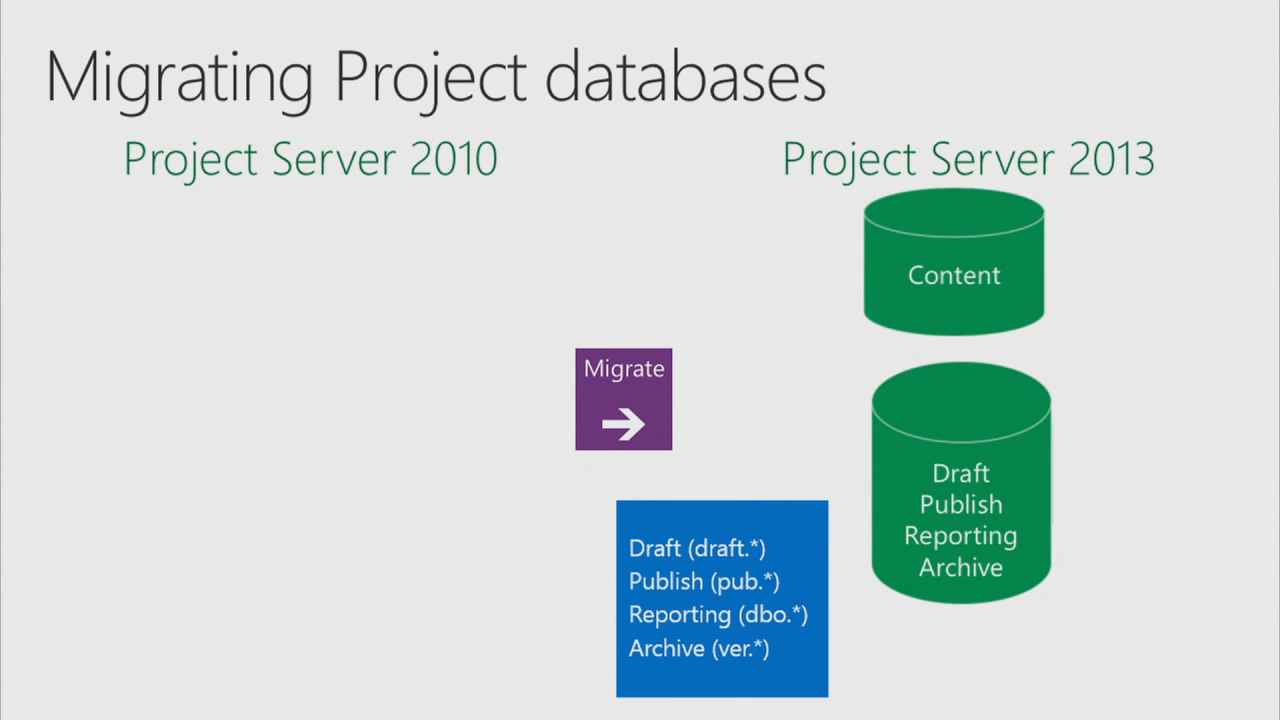 Migrating Project databases
Project Server 2010
Project Server 2013
Content
Migrate
Draft
Publish
Reporting
Archive
Draft (draft.*)
Publish (pub.*)
Reporting (dbo.*)
Archive (ver.*)